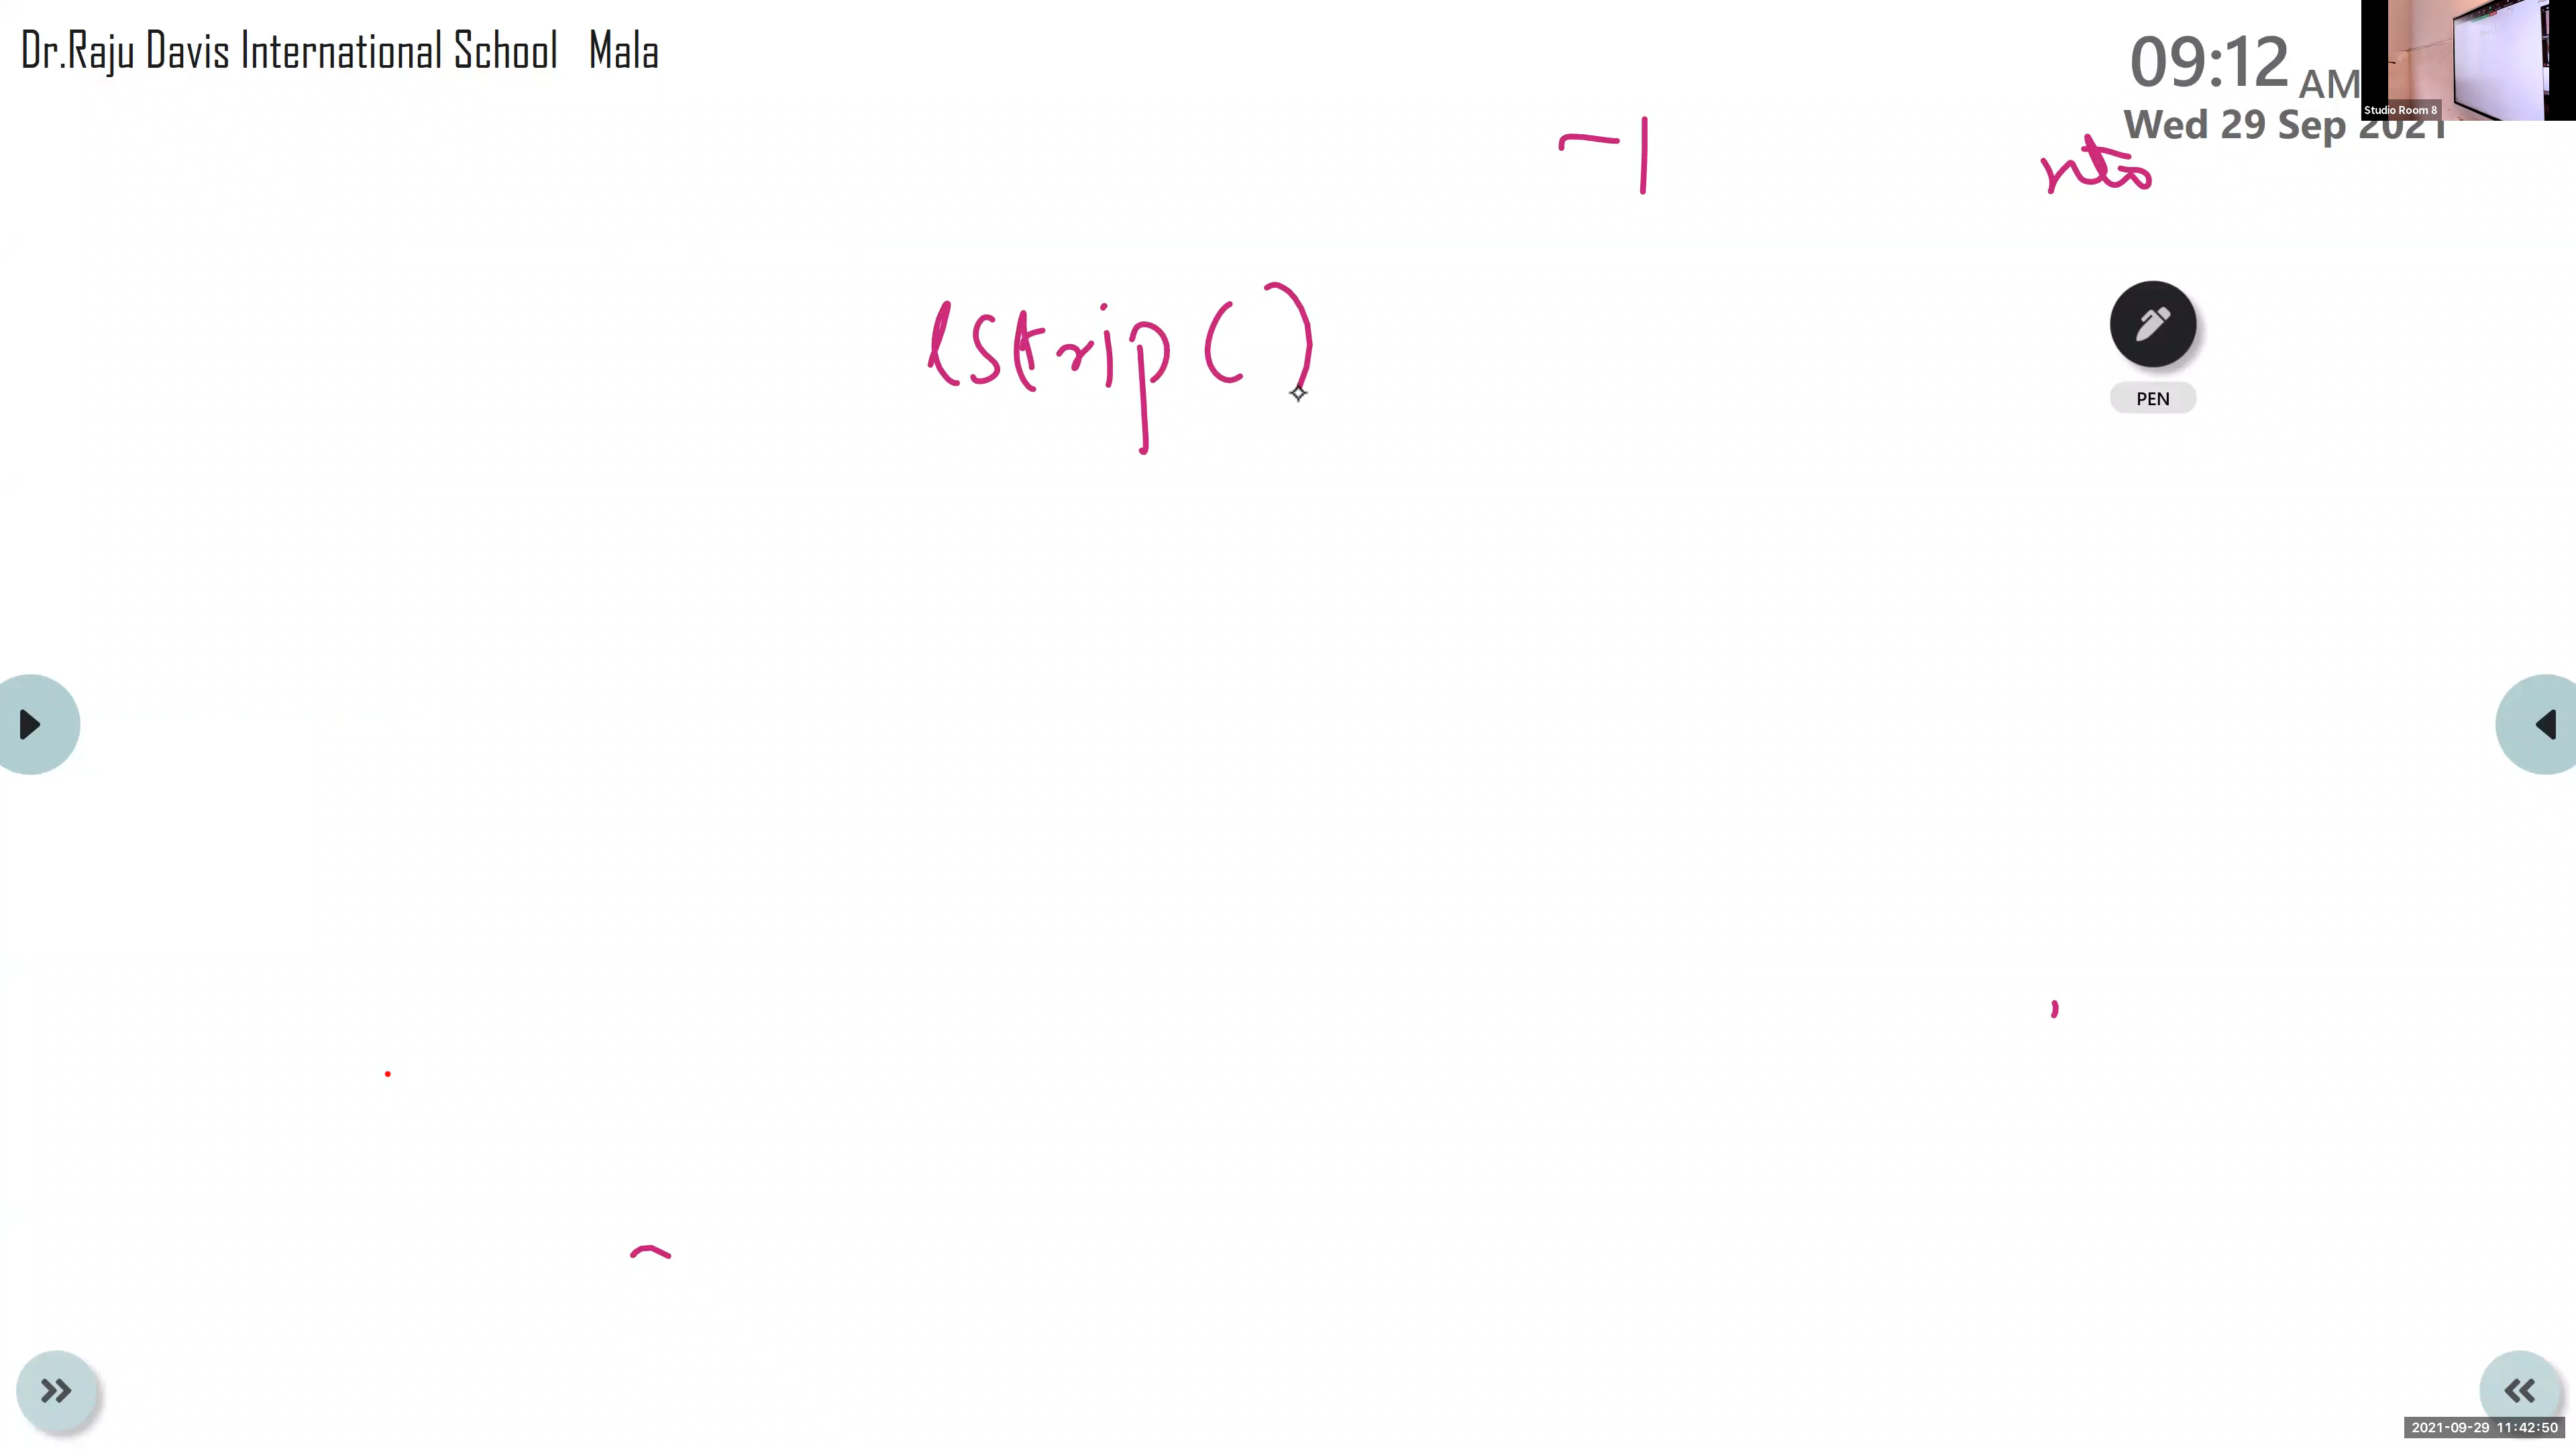 Dr.Raju Davis International School Mala
09:12 AM
Studio Room 8
Wed 29 Sep 2021
-1
lstrip()
PEN
2021-09-29 11:42:50